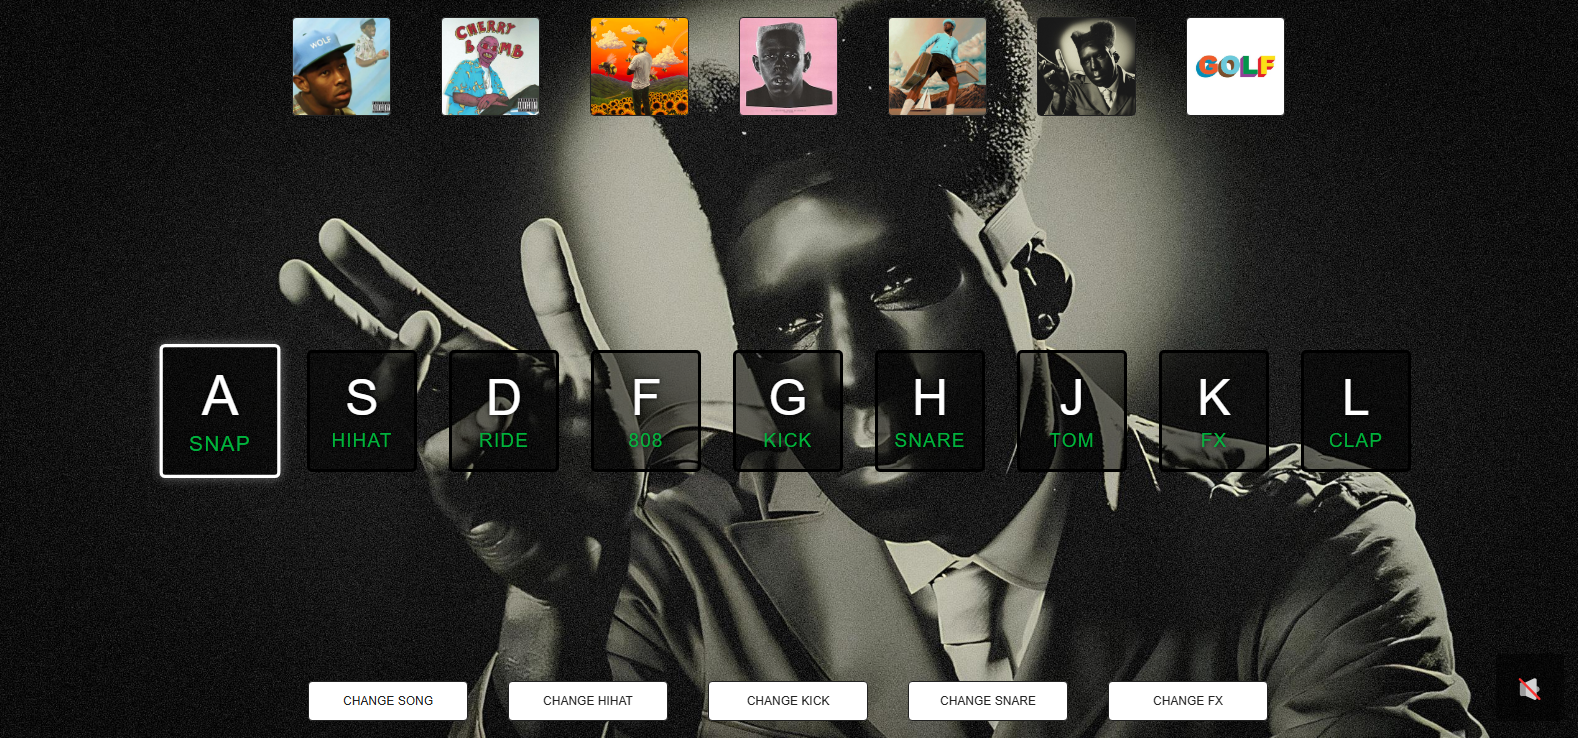 WOLF
CHERRY
BOMB
GOLF
A
SNAP
S
HIHAT
D
RIDE
F
808
G
KICK
H
SNARE
J
TOM
K
FX
L
CLAP
CHANGE SONG
CHANGE HIHAT
CHANGE KICK
CHANGE SNARE
CHANGE FX